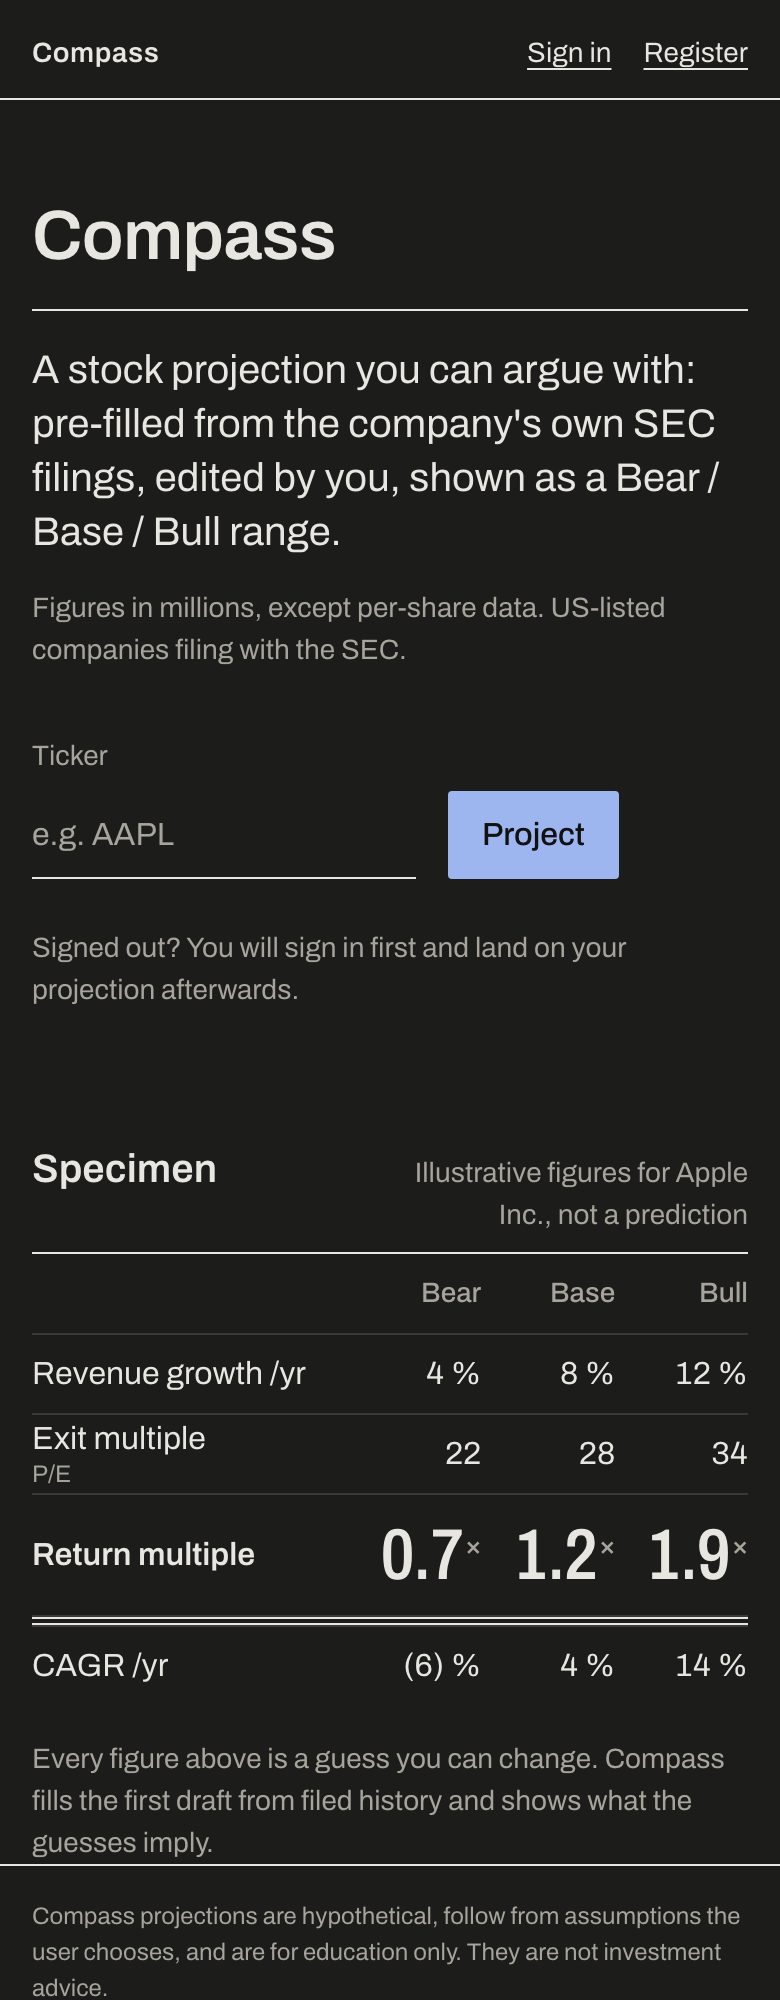 Compass Sign in Register
Compass
A stock projection you can argue with:
pre-filled from the company's own SEC
filings, edited by you, shown as a Bear /
Base / Bull range.
Figures in millions, except per-share data. US-listed
companies filing with the SEC.
Ticker
e.g. AAPL Project
Signed out? You will sign in first and land on your
projection afterwards.
Specimen Illustrative figures for Apple
Inc., not a prediction
Bear Base Bull
Revenue growth /yr 4 % 8 % 12 %
Exit multiple 22 28 34
P/E
Return multiple 0.7× 1.2× 1.9×
CAGR /yr (6) % 4 % 14 %
Every figure above is a guess you can change. Compass
fills the first draft from filed history and shows what the
guesses imply.
Compass projections are hypothetical, follow from assumptions the
user chooses, and are for education only. They are not investment
advice.